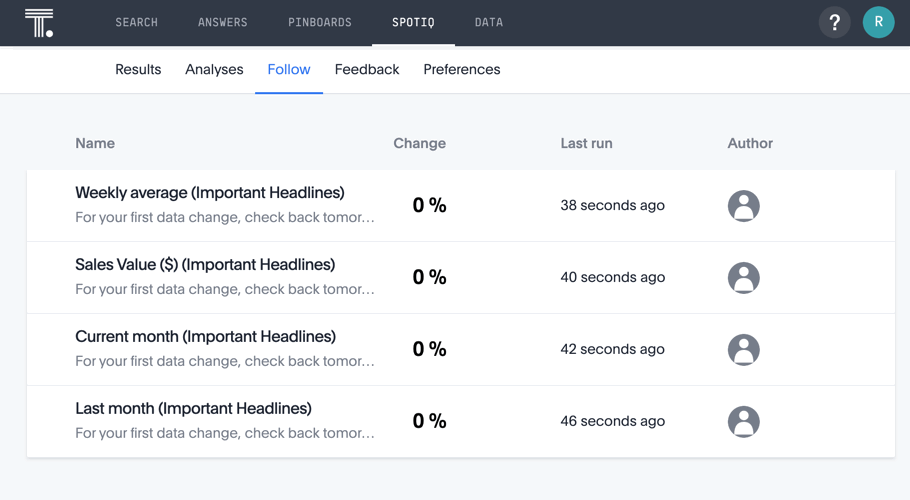 T.
SEARCH ANSWERS PINBOARDS SPOTIQ DATA ? R
Results Analyses Follow Feedback Preferences
Name Change Last run Author
Weekly average (Important Headlines) 0 % 38 seconds ago
For your first data change, check back tomor...
Sales Value ($) (Important Headlines) 0 % 40 seconds ago
For your first data change, check back tomor...
Current month (Important Headlines) 0 % 42 seconds ago
For your first data change, check back tomor...
Last month (Important Headlines) 0 % 46 seconds ago
For your first data change, check back tomor...